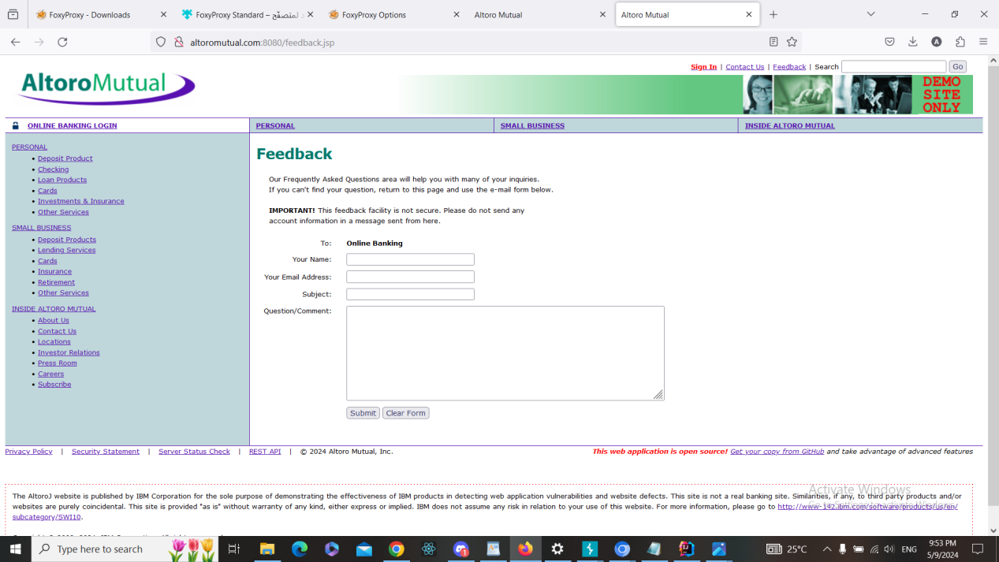 FoxyProxy - Downloads
FoxyProxy Standard –
FoxyProxy Options
Altoro Mutual
Altoro Mutual
altoromutual.com:8080/feedback.jsp
Sign In | Contact Us | Feedback | Search Go
AltoroMutual
DEMO
SITE
ONLY
ONLINE BANKING LOGIN
PERSONAL
SMALL BUSINESS
INSIDE ALTORO MUTUAL
PERSONAL
• Deposit Product
• Checking
• Loan Products
• Cards
• Investments & Insurance
• Other Services
SMALL BUSINESS
• Deposit Products
• Lending Services
• Cards
• Insurance
• Retirement
• Other Services
INSIDE ALTORO MUTUAL
• About Us
• Contact Us
• Locations
• Investor Relations
• Press Room
• Careers
• Subscribe
Feedback
Our Frequently Asked Questions area will help you with many of your inquiries.
If you can't find your question, return to this page and use the e-mail form below.
IMPORTANT! This feedback facility is not secure. Please do not send any
account information in a message sent from here.
To: Online Banking
Your Name:
Your Email Address:
Subject:
Question/Comment:
Submit Clear Form
Privacy Policy | Security Statement | Server Status Check | REST API | © 2024 Altoro Mutual, Inc.
This web application is open source! Get your copy from GitHub and take advantage of advanced features
Activate Windows
The AltoroJ website is published by IBM Corporation for the sole purpose of demonstrating the effectiveness of IBM products in detecting web application vulnerabilities and website defects. This site is not a real banking site. Similarities, if any, to third party products and/or
websites are purely coincidental. This site is provided "as is" without warranty of any kind, either express or implied. IBM does not assume any risk in relation to your use of this website. For more information, please go to http://www-142.ibm.com/software/products/us/en/
subcategory/SWI10.
Type here to search
25°C
ENG
9:53 PM
5/9/2024